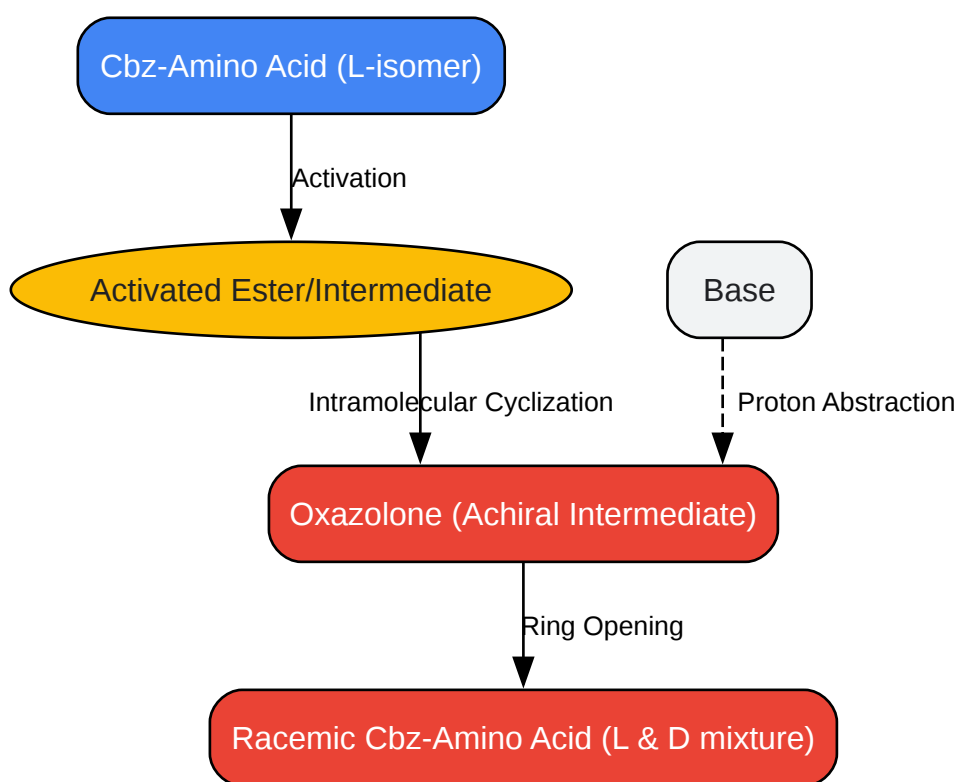 Cbz-Amino Acid (L-isomer)
Activation
Activated Ester/Intermediate
Base
Intramolecular Cyclization
Proton Abstraction
Oxazolone (Achiral Intermediate)
Ring Opening
Racemic Cbz-Amino Acid (L & D mixture)